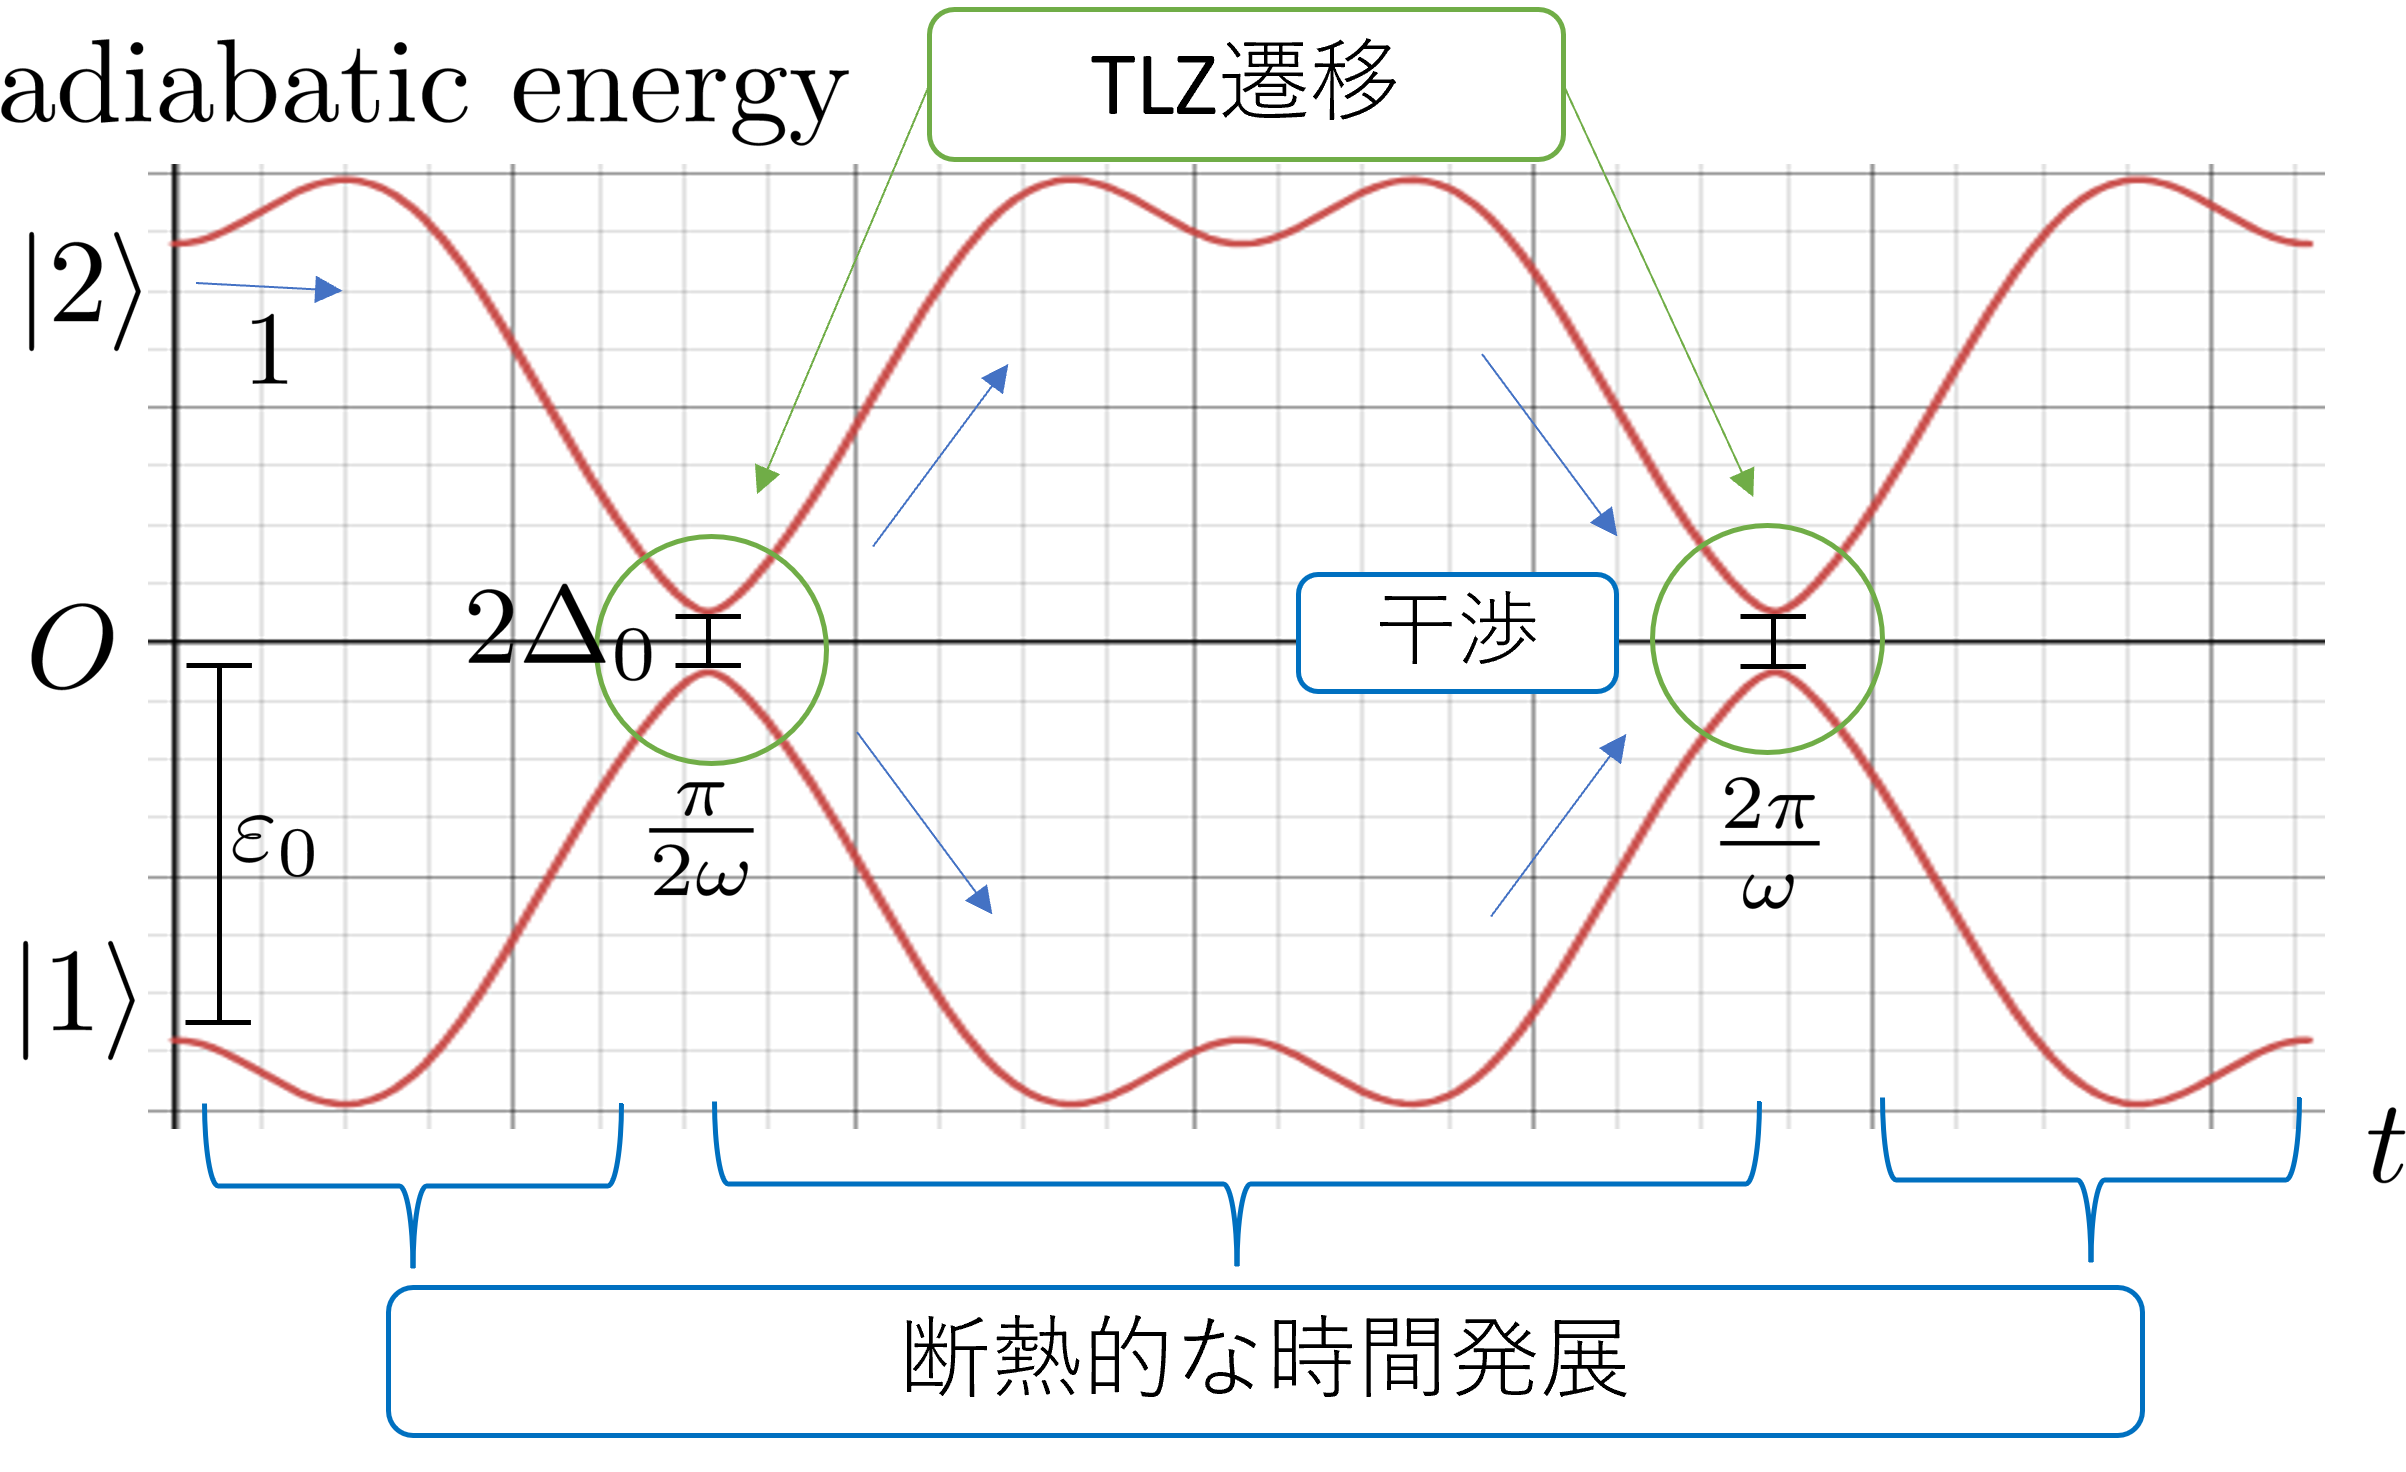 adiabatic energy
TLZ遷移
|2⟩
1
2Δ₀
O
干渉
π/2ω
2π/ω
ε₀
|1⟩
t
断熱的な時間発展